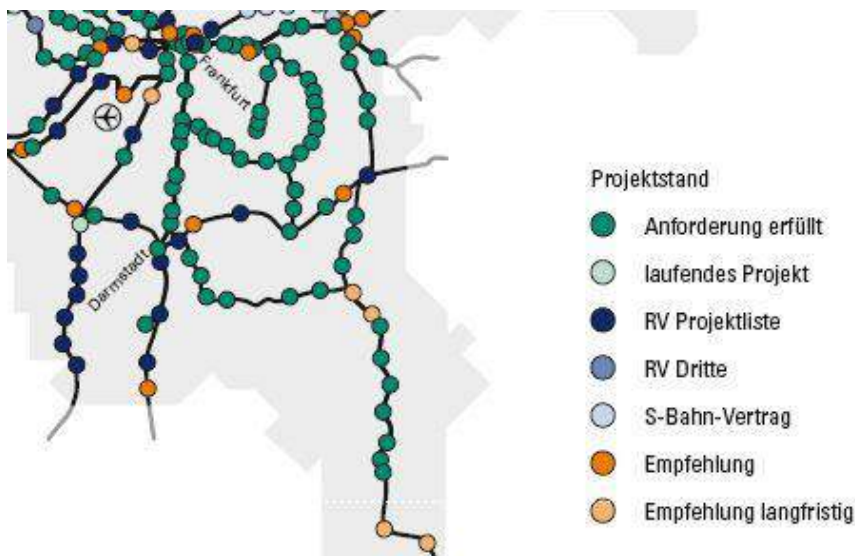 Frankfurt
Darmstadt
Projektstand
Anforderung erfüllt
laufendes Projekt
RV Projektliste
RV Dritte
S-Bahn-Vertrag
Empfehlung
Empfehlung langfristig